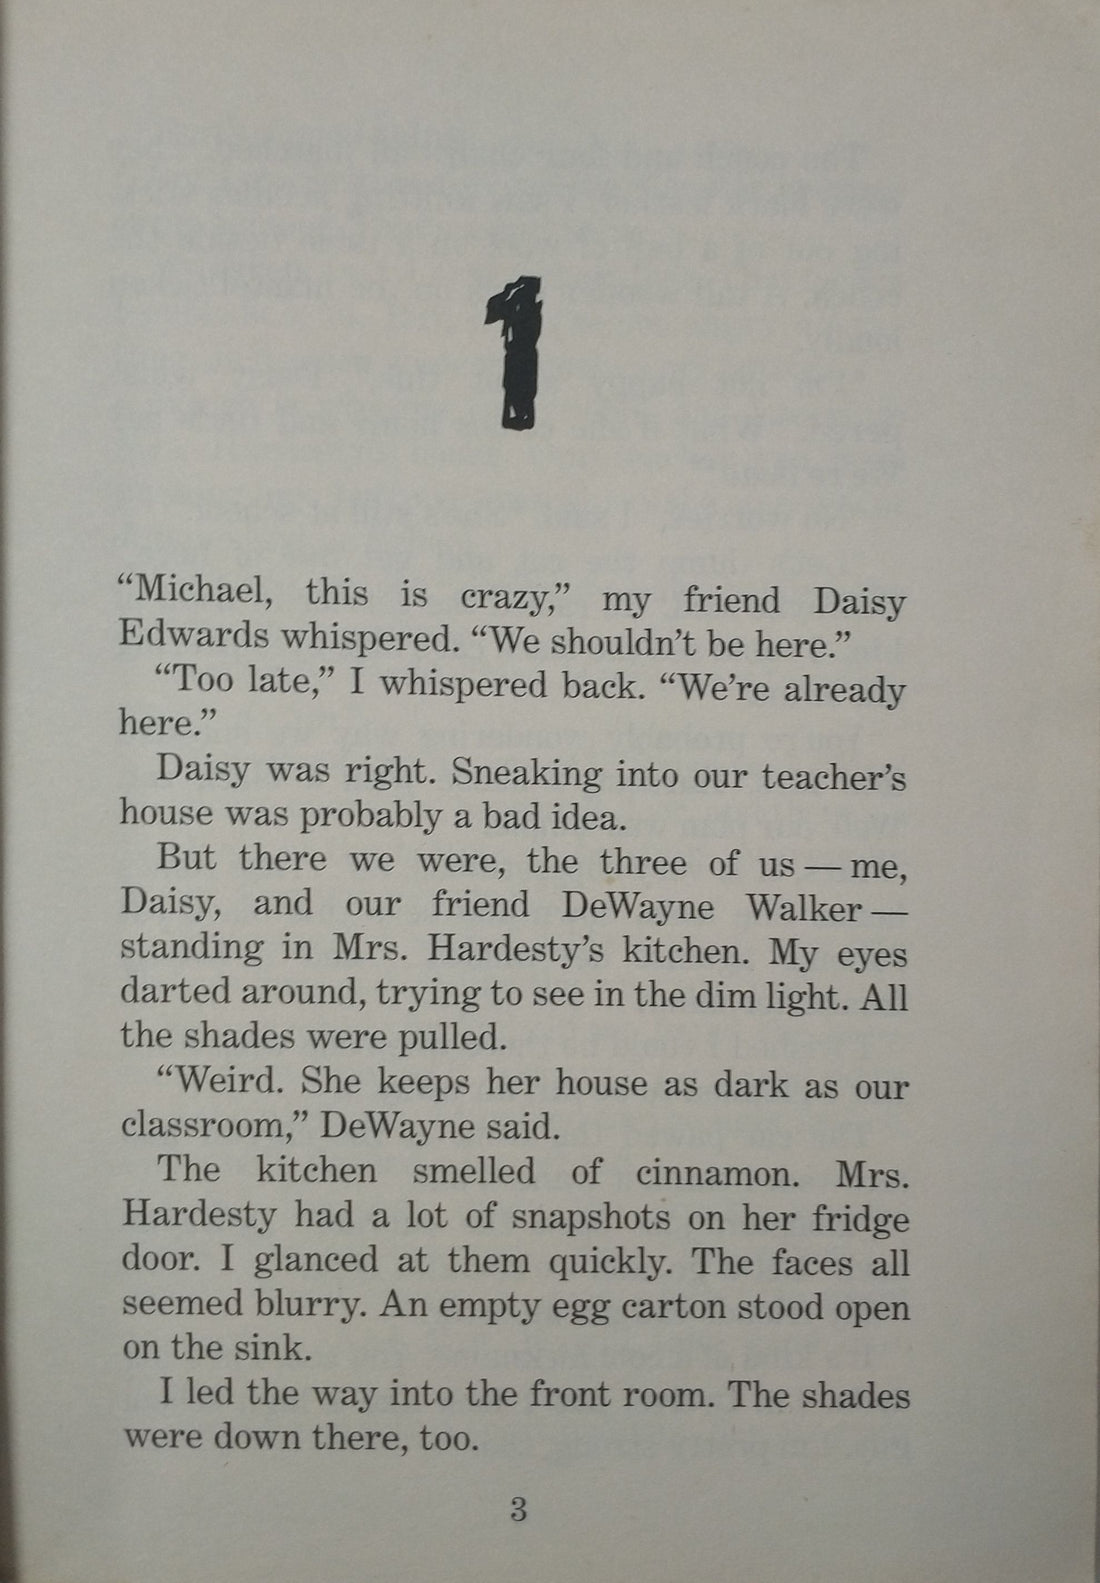 1
“Michael, this is crazy,” my friend Daisy
Edwards whispered. “We shouldn’t be here.”
“Too late,” I whispered back. “We’re already
here.”
Daisy was right. Sneaking into our teacher’s
house was probably a bad idea.
But there we were, the three of us — me,
Daisy, and our friend DeWayne Walker —
standing in Mrs. Hardesty’s kitchen. My eyes
darted around, trying to see in the dim light. All
the shades were pulled.
“Weird. She keeps her house as dark as our
classroom,” DeWayne said.
The kitchen smelled of cinnamon. Mrs.
Hardesty had a lot of snapshots on her fridge
door. I glanced at them quickly. The faces all
seemed blurry. An empty egg carton stood open
on the sink.
I led the way into the front room. The shades
were down there, too.
3